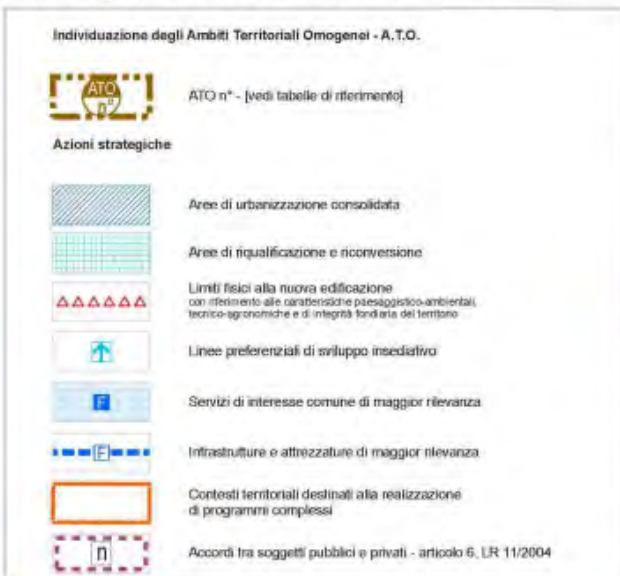 Individuazione degli Ambiti Territoriali Omogenei - A.T.O.
ATO
n°
ATO n° - [vedi tabelle di riferimento]
Azioni strategiche
Aree di urbanizzazione consolidata
Aree di riqualificazione e riconversione
Limiti fisici alla nuova edificazione
con riferimento alle caratteristiche paesaggistico-ambientali,
tecnico-agronomiche e di integrità fondiaria del territorio
Linee preferenziali di sviluppo insediativo
F
Servizi di interesse comune di maggior rilevanza
F
Infrastrutture e attrezzature di maggior rilevanza
Contesti territoriali destinati alla realizzazione
di programmi complessi
n
Accordi tra soggetti pubblici e privati - articolo 6, LR 11/2004